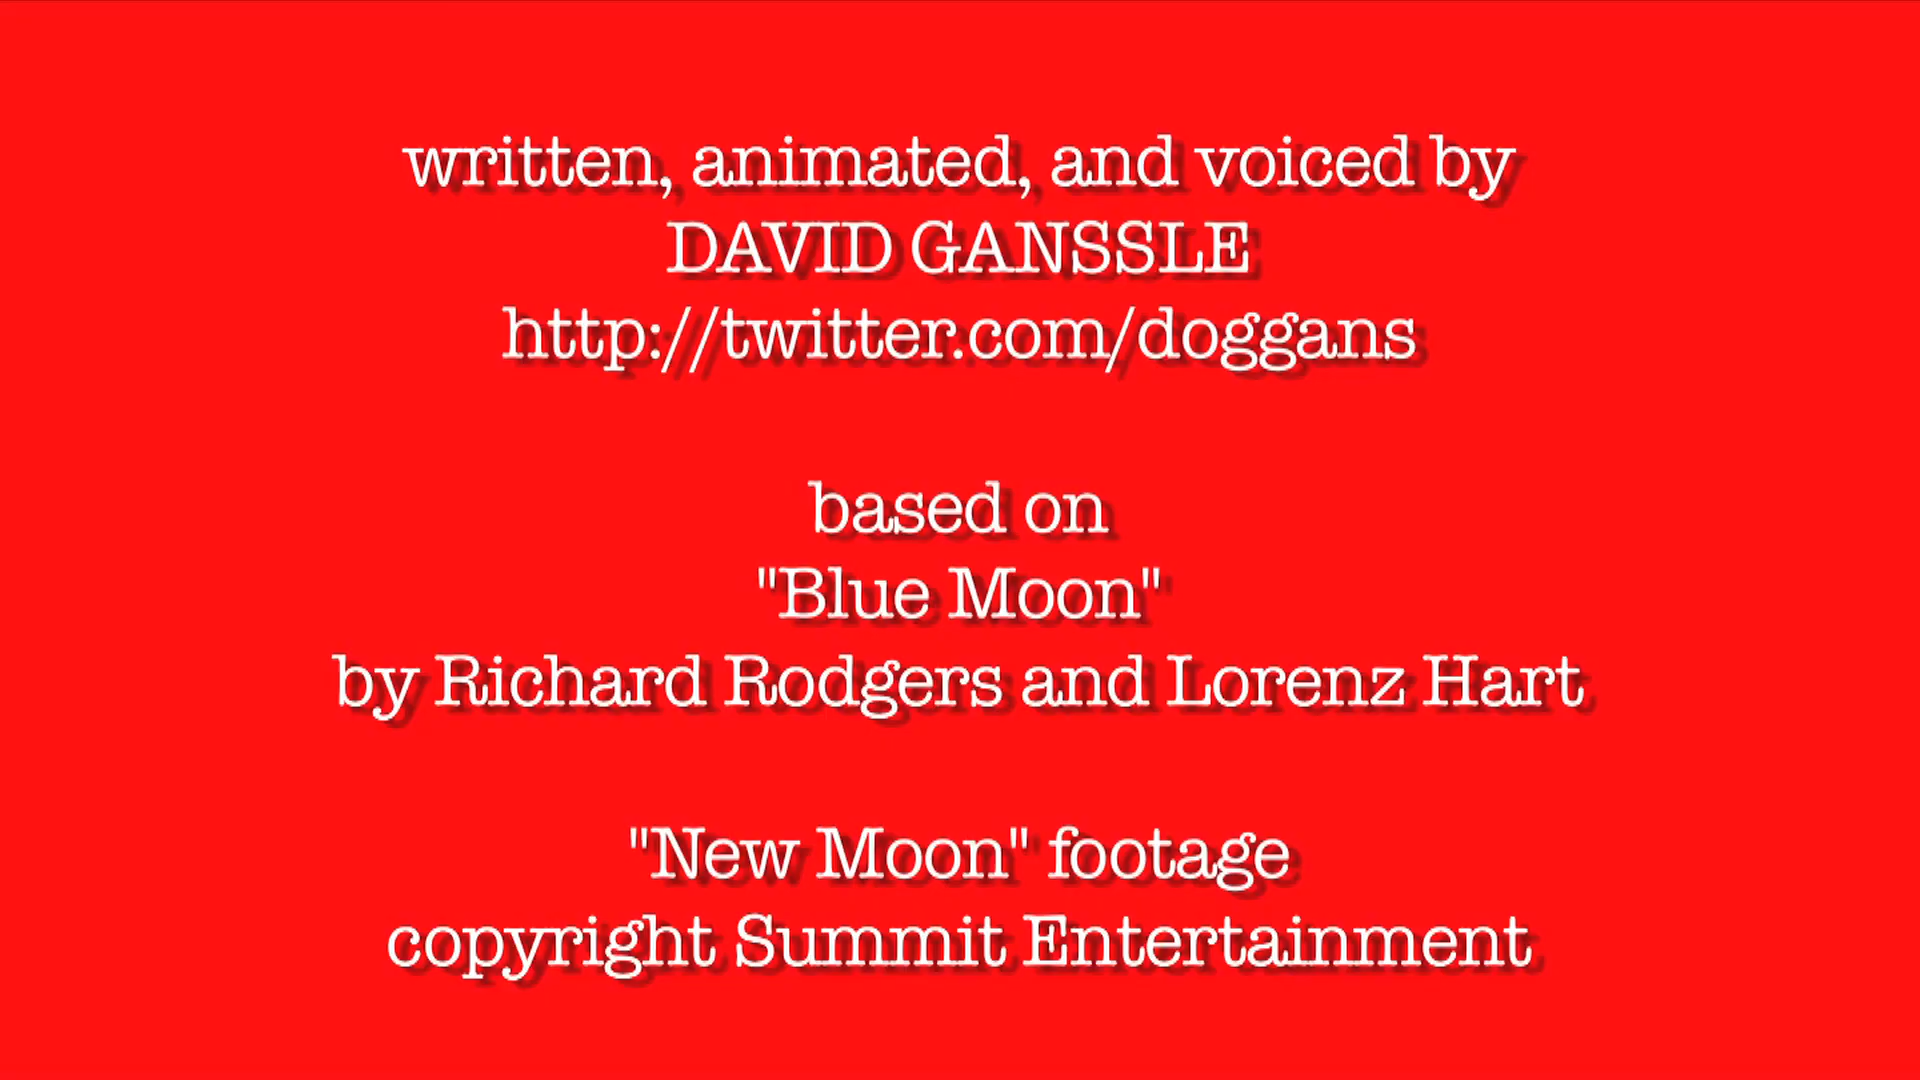 written, animated, and voiced by
DAVID GANSSLE
http://twitter.com/doggans
based on
"Blue Moon"
by Richard Rodgers and Lorenz Hart
"New Moon" footage
copyright Summit Entertainment